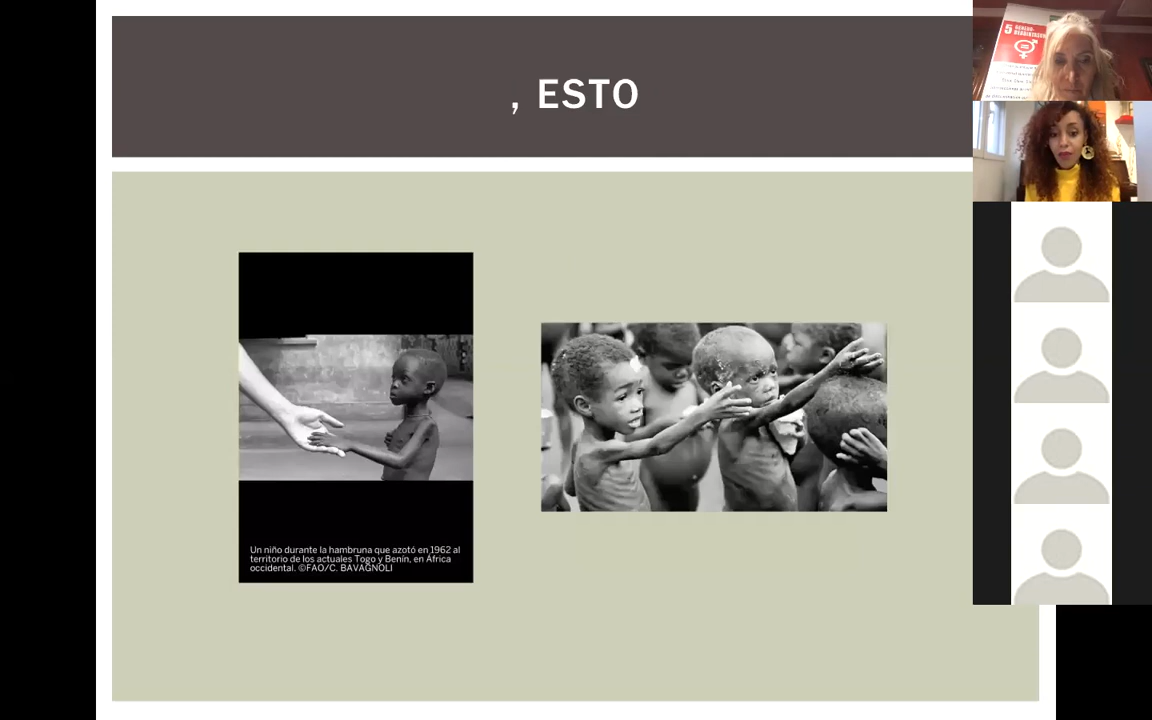 , ESTO
Un niño durante la hambruna que azotó en 1962 al
territorio de los actuales Togo y Benín, en África
occidental. ©FAO/C. BAVAGNOLI
5